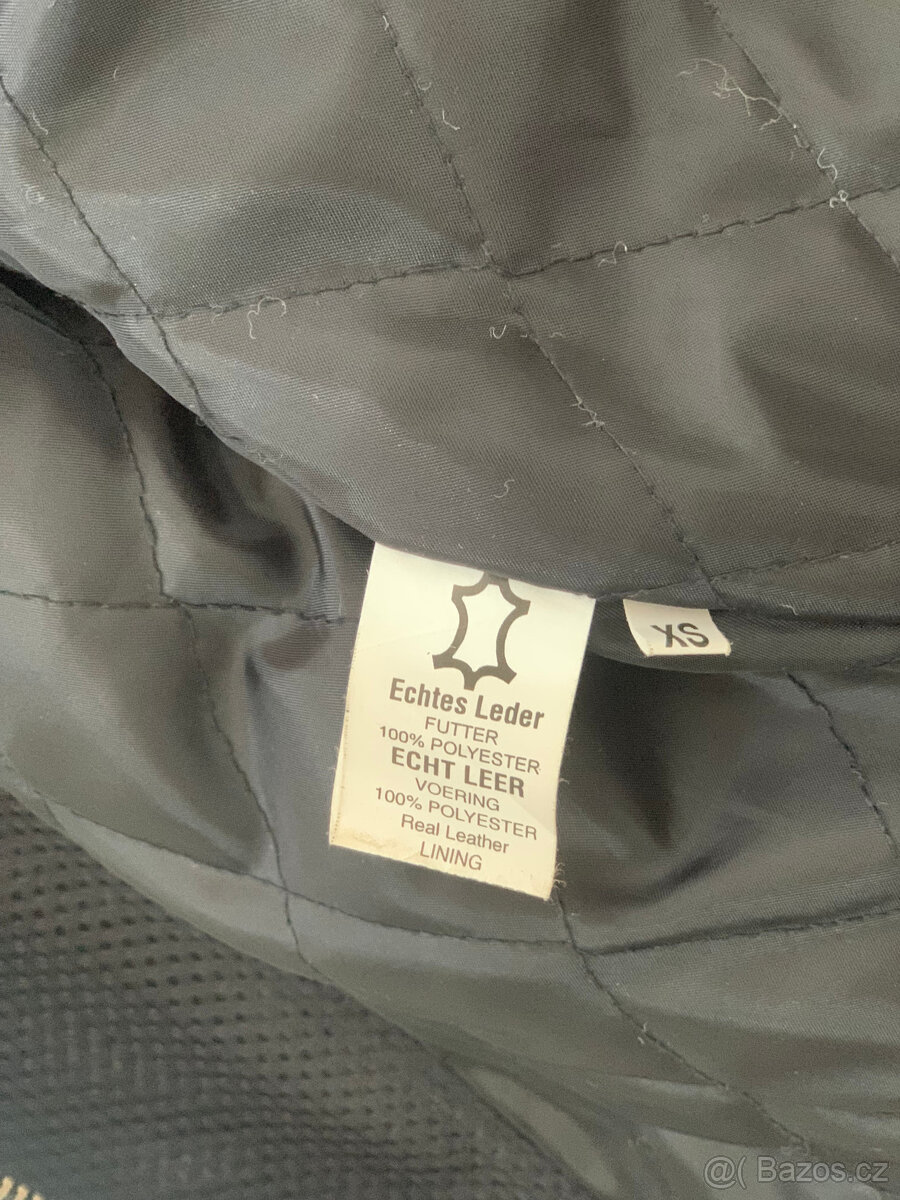 XS
Echtes Leder
FUTTER
100% POLYESTER
ECHT LEER
VOERING
100% POLYESTER
Real Leather
LINING
@( Bazos.cz